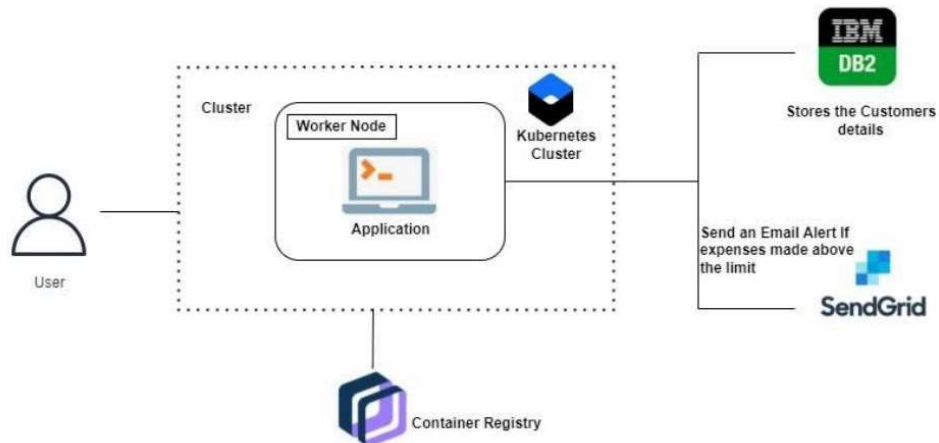 IBM
DB2
Stores the Customers
details
Cluster
Worker Node
Kubernetes
Cluster
Application
User
Send an Email Alert If
expenses made above
the limit
SendGrid
Container Registry